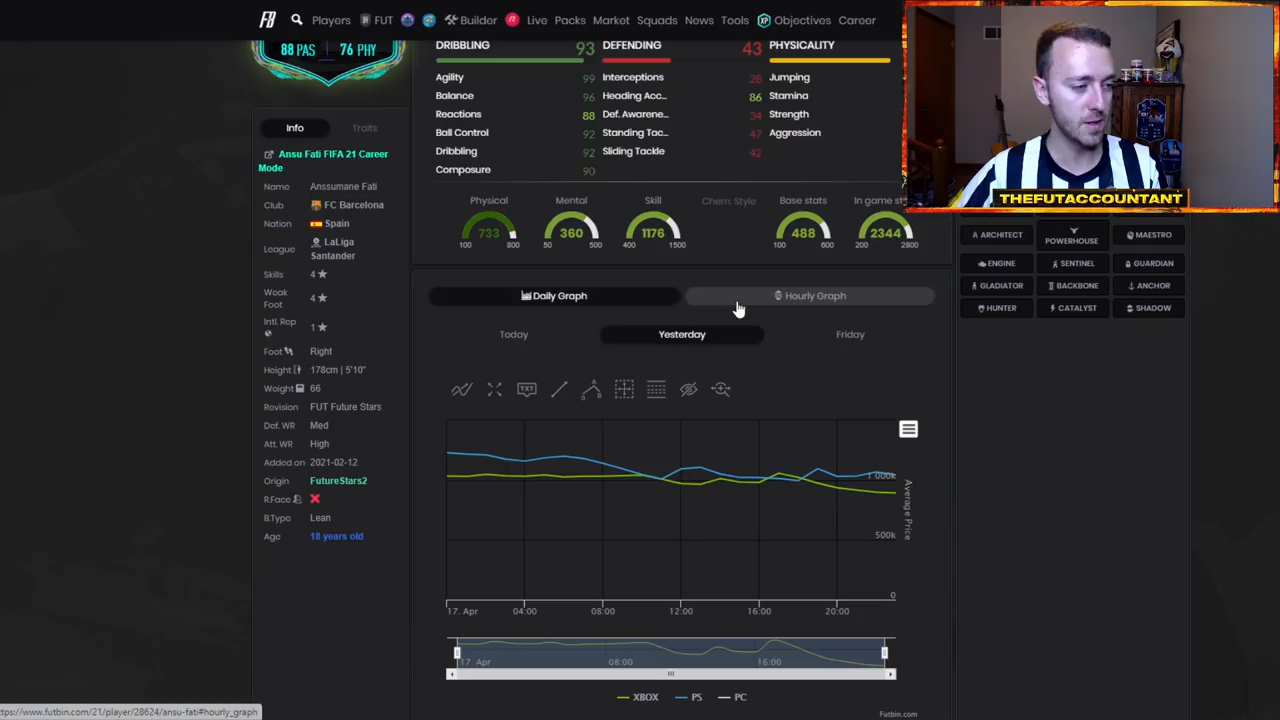 Players FUT Builder Live Packs Market Squads News Tools XP Objectives Career
88 PAS 76 PHY
DRIBBLING 93 DEFENDING 43 PHYSICALITY
Agility 99 Interceptions 28 Jumping
Balance 96 Heading Acc... 86 Stamina
Reactions 88 Def. Awarene... 34 Strength
Ball Control 92 Standing Tac... 47 Aggression
Dribbling 92 Sliding Tackle 42
Composure 90
THEFUTACCOUNTANT
Info Traits
Ansu Fati FIFA 21 Career
Mode
Name Anssumane Fati
Club FC Barcelona
Nation Spain
League LaLiga
Santander
Skills 4
Weak
Foot 4
Intl. Rep 1
Foot Right
Height 178cm | 5'10"
Weight 66
Revision FUT Future Stars
Def. WR Med
Att. WR High
Added on 2021-02-12
Origin FutureStars2
R.Face
B.Type Lean
Age 18 years old
Physical Mental Skill Chem. Style Base stats In game st
733 360 1176 488 2344
100 800 50 500 400 1500 100 600 200 2800
ARCHITECT POWERHOUSE MAESTRO
ENGINE SENTINEL GUARDIAN
GLADIATOR BACKBONE ANCHOR
HUNTER CATALYST SHADOW
Daily Graph Hourly Graph
Today Yesterday Friday
TXT
1 000k
500k
0
Average Price
17. Apr 04:00 08:00 12:00 16:00 20:00
17 Apr 08:00 16:00
XBOX PS PC
Futbin.com
ttps://www.futbin.com/21/player/28624/ansu-fati#hourly_graph